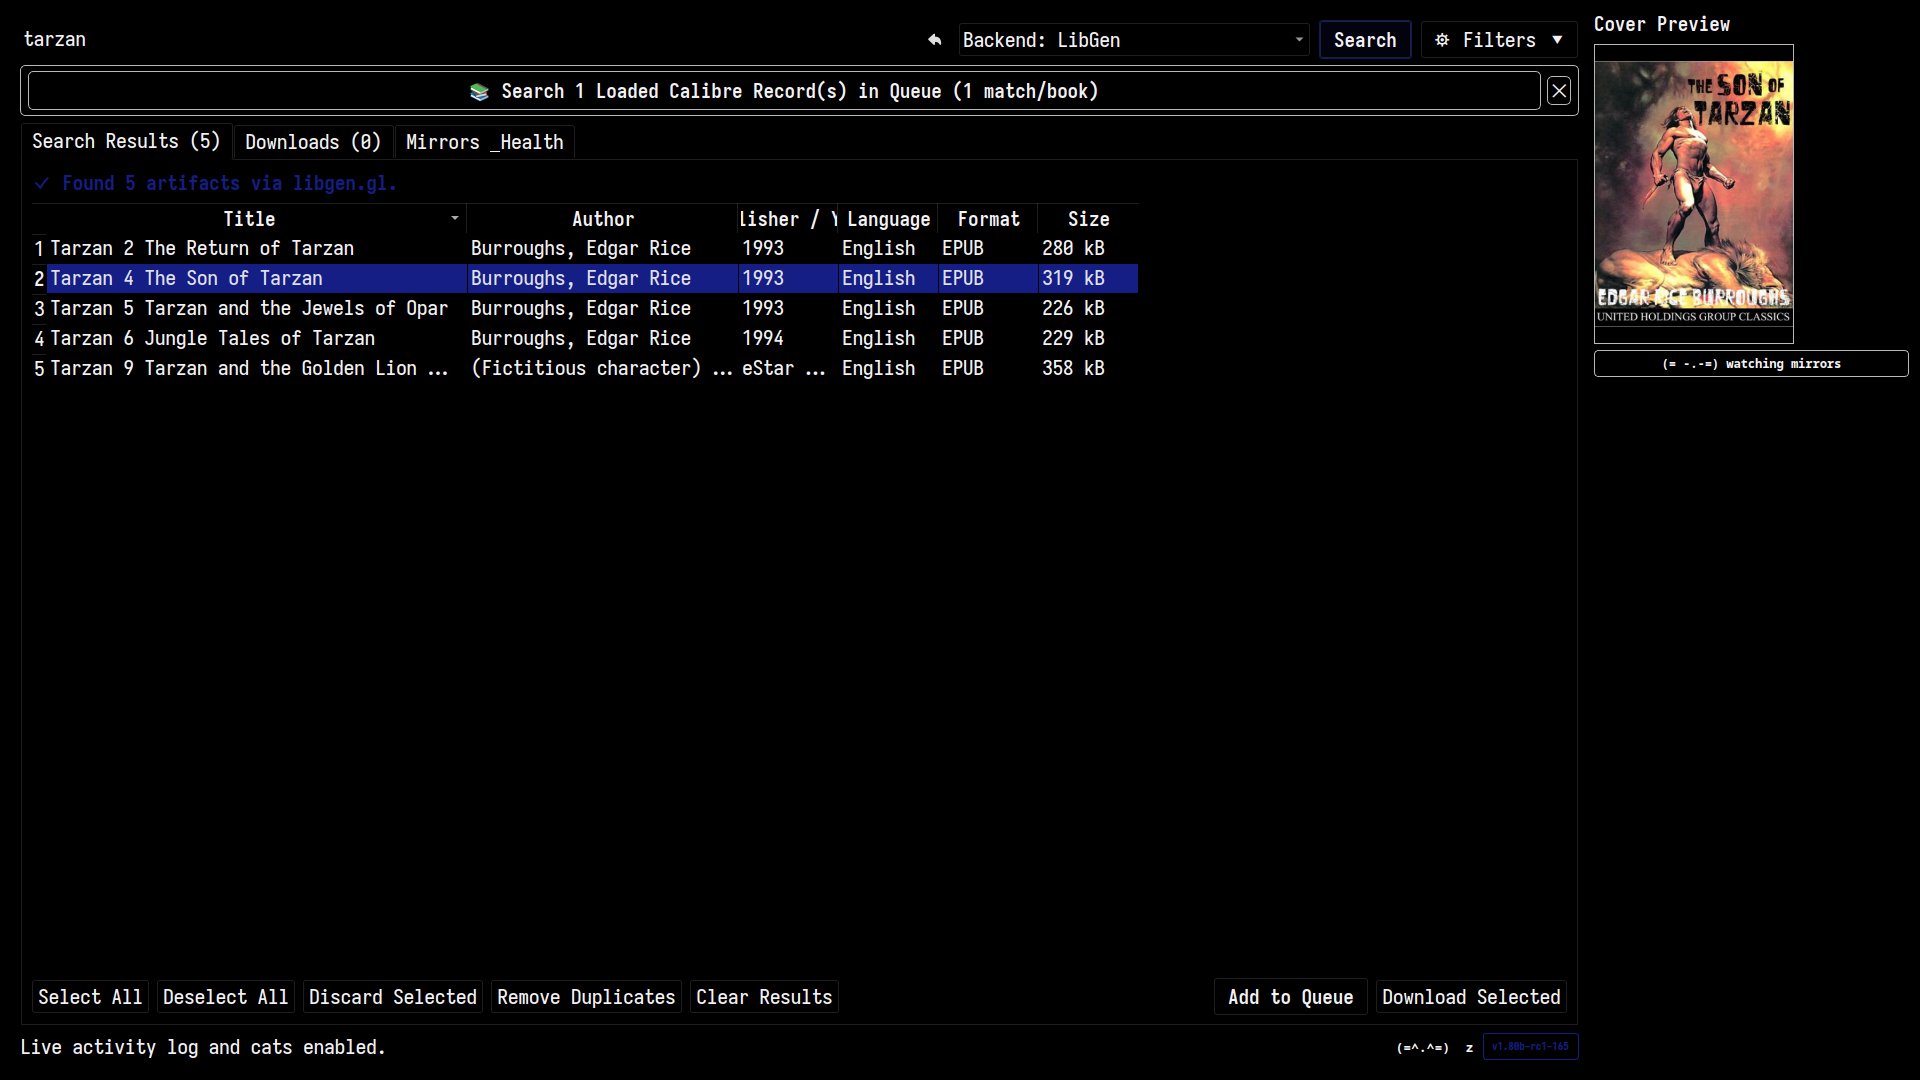 tarzan
Backend: LibGen
Search
Filters
Search 1 Loaded Calibre Record(s) in Queue (1 match/book)
Search Results (5)
Downloads (0)
Mirrors _Health
✓ Found 5 artifacts via libgen.gl.
Title Author lisher / Y Language Format Size
1 Tarzan 2 The Return of Tarzan Burroughs, Edgar Rice 1993 English EPUB 280 kB
2 Tarzan 4 The Son of Tarzan Burroughs, Edgar Rice 1993 English EPUB 319 kB
3 Tarzan 5 Tarzan and the Jewels of Opar Burroughs, Edgar Rice 1993 English EPUB 226 kB
4 Tarzan 6 Jungle Tales of Tarzan Burroughs, Edgar Rice 1994 English EPUB 229 kB
5 Tarzan 9 Tarzan and the Golden Lion ... (Fictitious character) ... eStar ... English EPUB 358 kB
Select All
Deselect All
Discard Selected
Remove Duplicates
Clear Results
Add to Queue
Download Selected
Live activity log and cats enabled.
(=^.^=) z
v1.80b-rc1-165
Cover Preview
THE SON OF
TARZAN
EDGAR RICE BURROUGHS
UNITED HOLDINGS GROUP CLASSICS
(= -.-=) watching mirrors